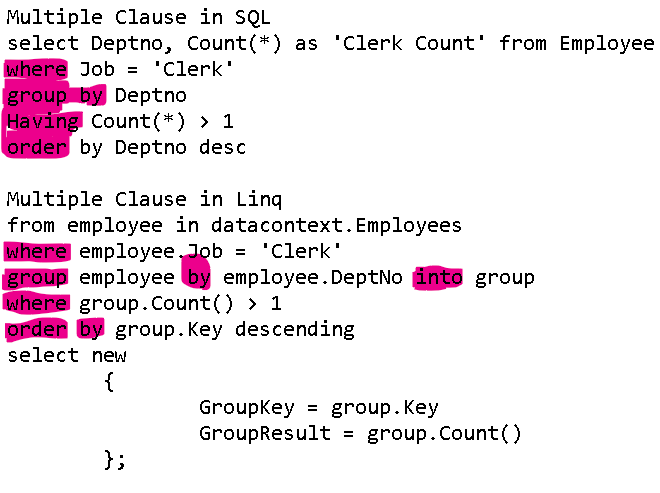 Multiple Clause in SQL
select Deptno, Count(*) as 'Clerk Count' from Employee
where Job = 'Clerk'
group by Deptno
Having Count(*) > 1
order by Deptno desc
Multiple Clause in Linq
from employee in datacontext.Employees
where employee.Job = 'Clerk'
group employee by employee.DeptNo into group
where group.Count() > 1
order by group.Key descending
select new
{
GroupKey = group.Key
GroupResult = group.Count()
};